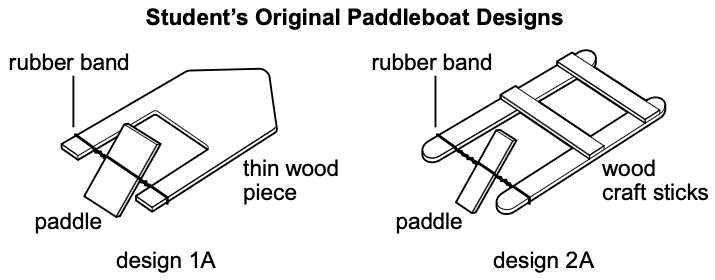 Student's Original Paddleboat Designs
rubber band
thin wood
piece
paddle
design 1A
rubber band
wood
craft sticks
paddle
design 2A